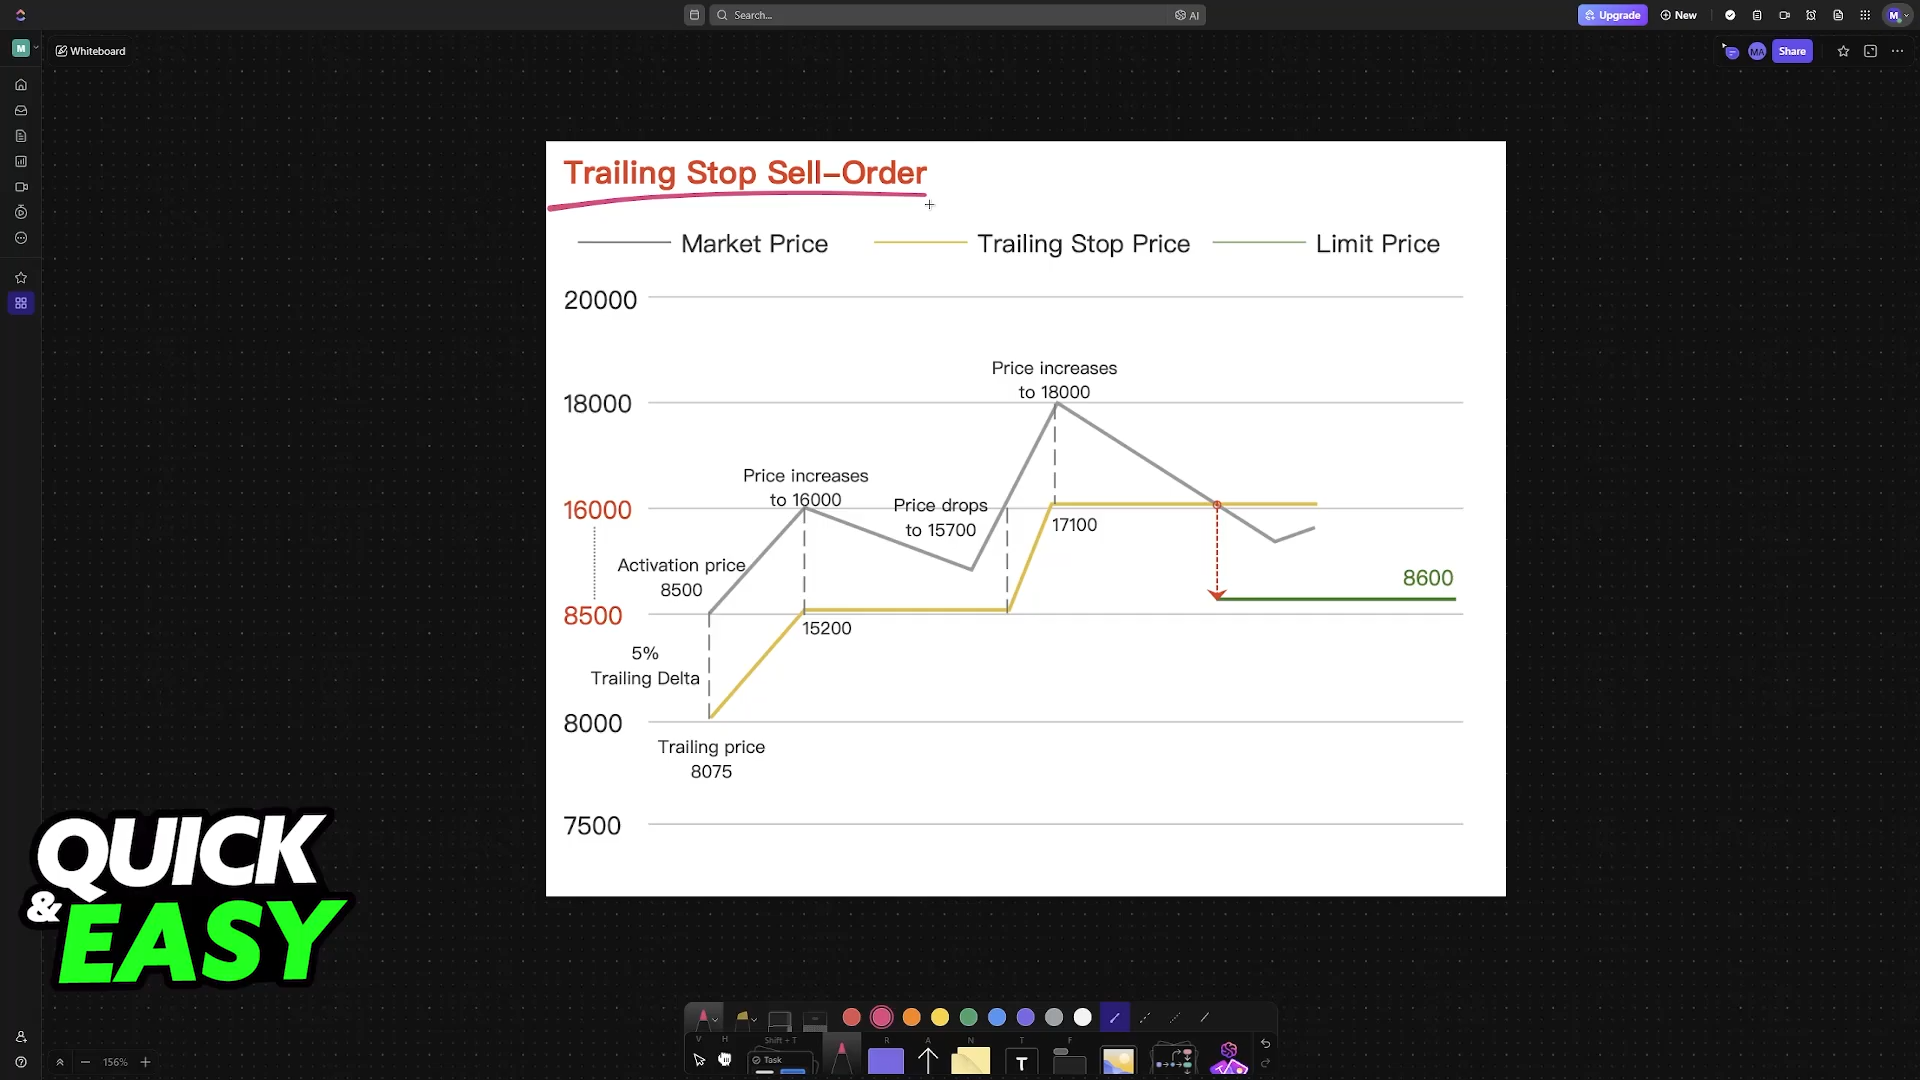 Search...
AI
Upgrade
New
M
M
Whiteboard
MA
Share
Trailing Stop Sell–Order
Market Price
Trailing Stop Price
Limit Price
20000
Price increases
to 18000
18000
Price increases
to 16000
Price drops
to 15700
16000
17100
Activation price
8500
8600
8500
15200
5%
Trailing Delta
8000
Trailing price
8075
7500
QUICK
&
EASY
V
H
Shift + T
R
A
N
T
F
Task
T
156%